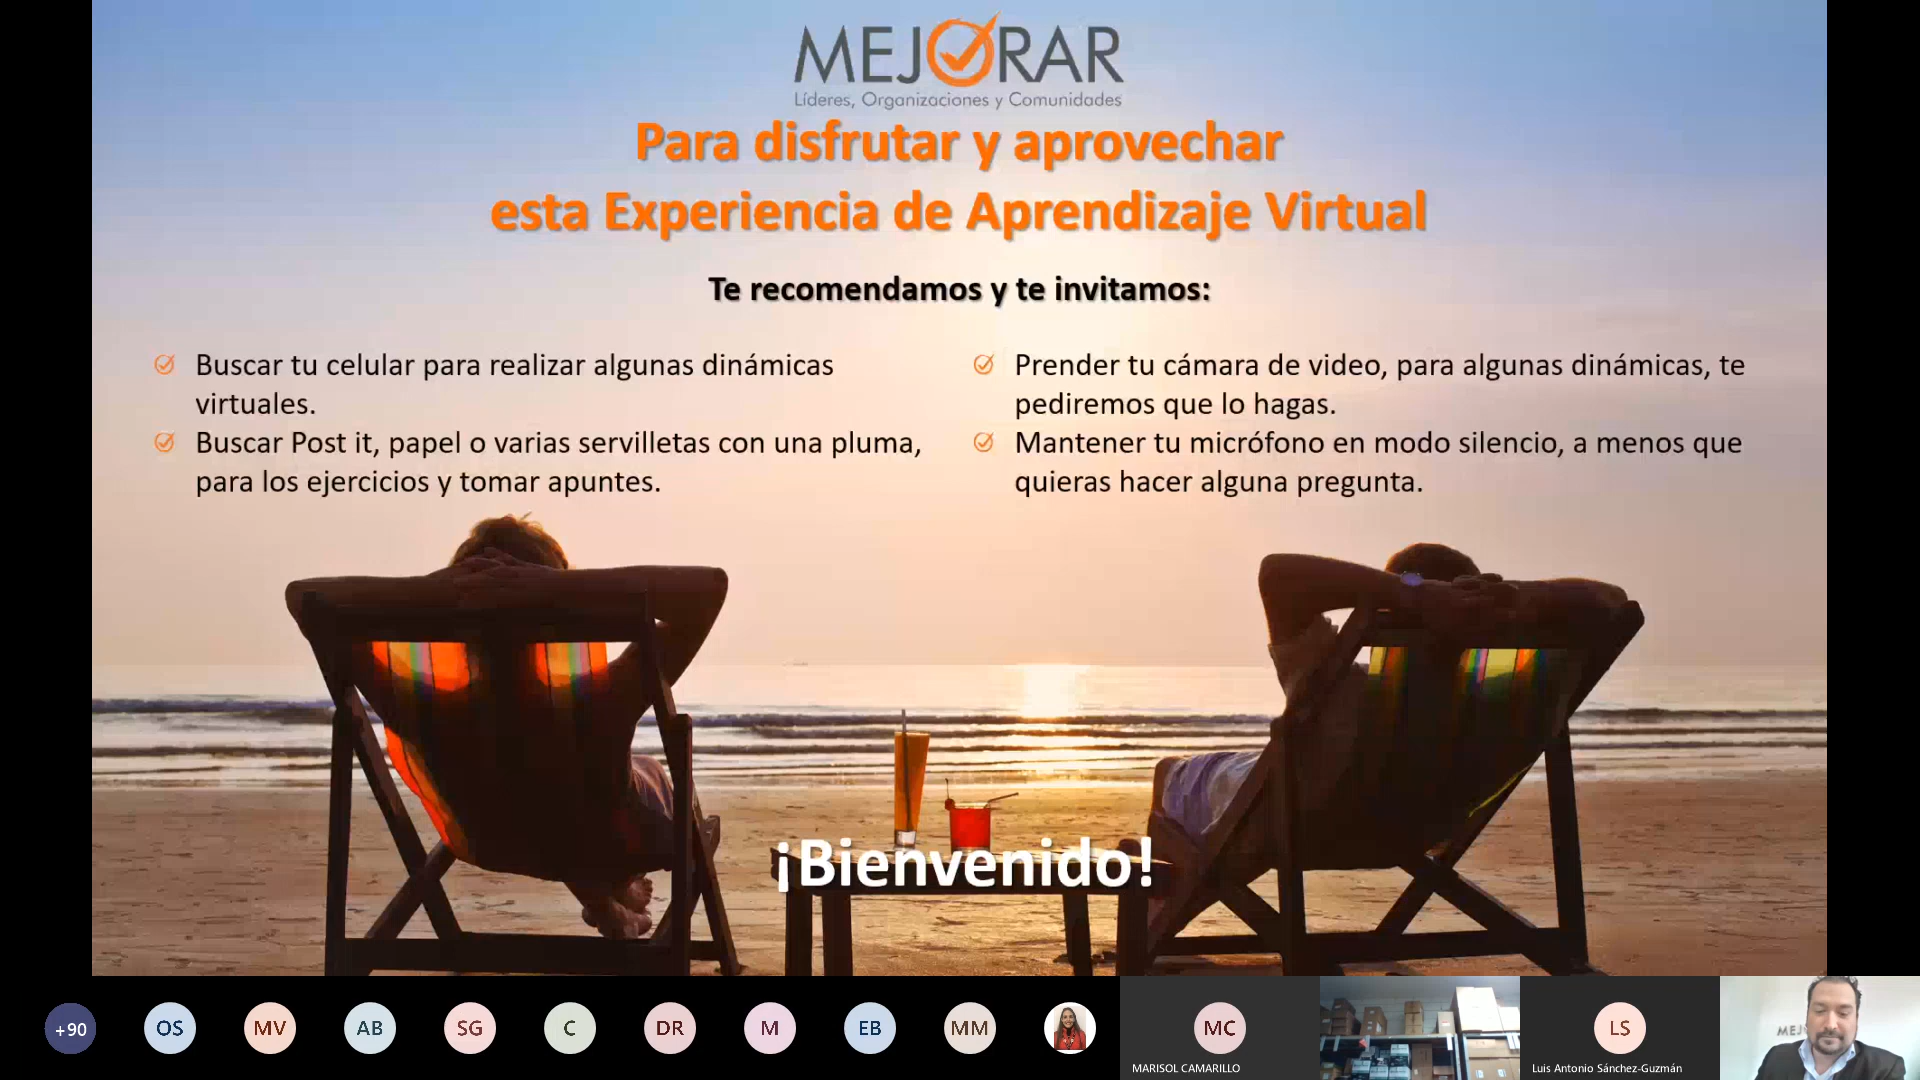 MEJORAR
Líderes, Organizaciones y Comunidades
Para disfrutar y aprovechar
esta Experiencia de Aprendizaje Virtual
Te recomendamos y te invitamos:
Buscar tu celular para realizar algunas dinámicas
virtuales.
Buscar Post it, papel o varias servilletas con una pluma,
para los ejercicios y tomar apuntes.
Prender tu cámara de video, para algunas dinámicas, te
pediremos que lo hagas.
Mantener tu micrófono en modo silencio, a menos que
quieras hacer alguna pregunta.
¡Bienvenido!
+90
OS
MV
AB
SG
C
DR
M
EB
MM
MC
MARISOL CAMARILLO
LS
Luis Antonio Sánchez-Guzmán